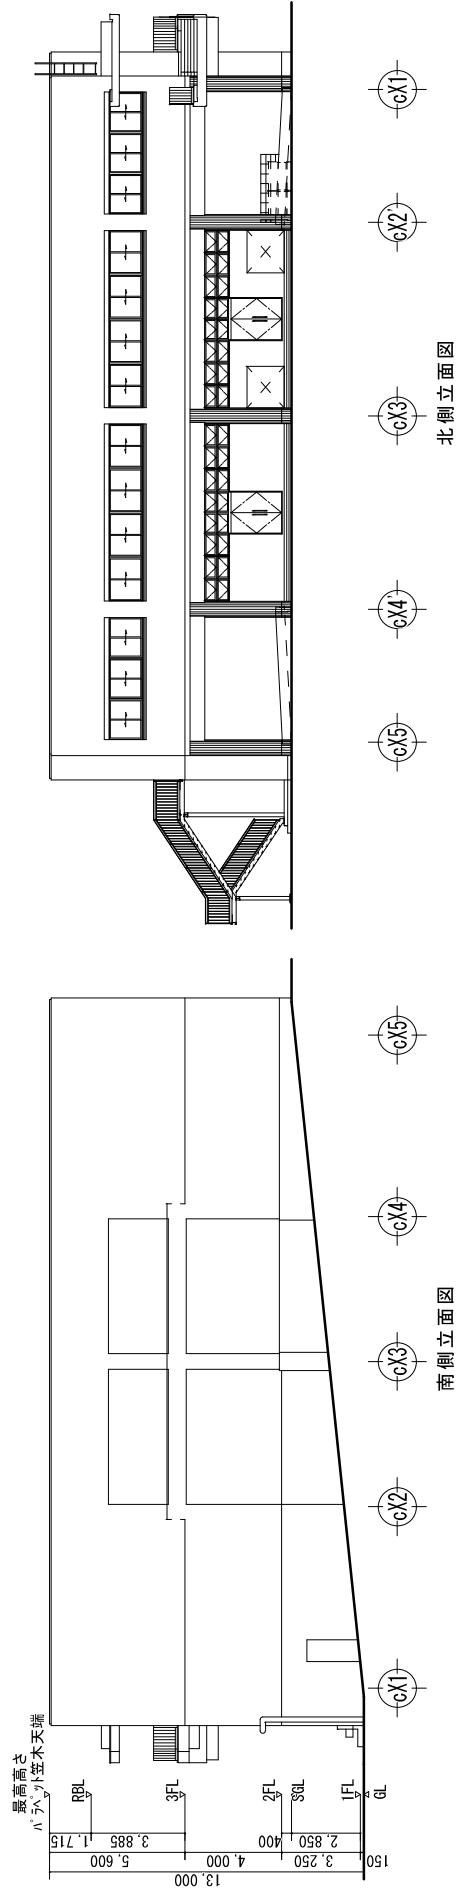 最高高さ
パラペット笠木天端
RBL
3FL
2FL
SGL
1FL
GL
1,715
3,885
400
2,850
5,600
4,000
3,250
150
13,000
cX1
cX2
cX3
cX4
cX5
南側立面図
cX5
cX4'
cX3
cX2'
cX1
北側立面図